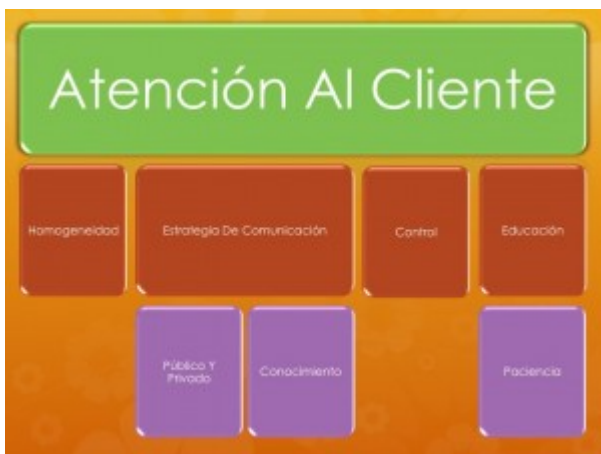 Atención Al Cliente
Homogeneidad
Estrategia De Comunicación
Control
Educación
Público Y
Privado
Conocimiento
Paciencia